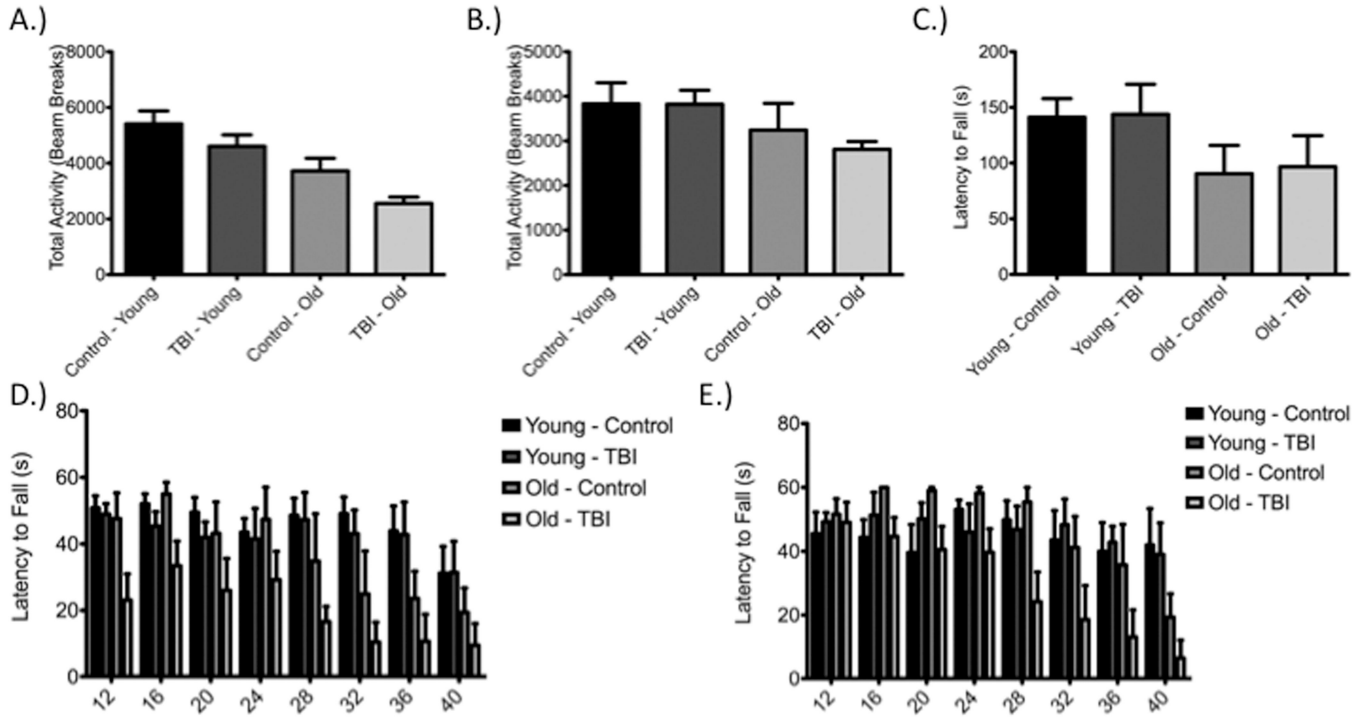 A.)
Total Activity (Beam Breaks)
8000
6000
4000
2000
0
Control - Young
TBI - Young
Control - Old
TBI - Old
B.)
Total Activity (Beam Breaks)
5000
4000
3000
2000
1000
0
Control - Young
TBI - Young
Control - Old
TBI - Old
C.)
Latency to Fall (s)
200
150
100
50
0
Young - Control
Young - TBI
Old - Control
Old - TBI
D.)
Latency to Fall (s)
80
60
40
20
0
12 16 20 24 28 32 36 40
Young - Control
Young - TBI
Old - Control
Old - TBI
E.)
Latency to Fall (s)
80
60
40
20
0
12 16 20 24 28 32 36 40
Young - Control
Young - TBI
Old - Control
Old - TBI